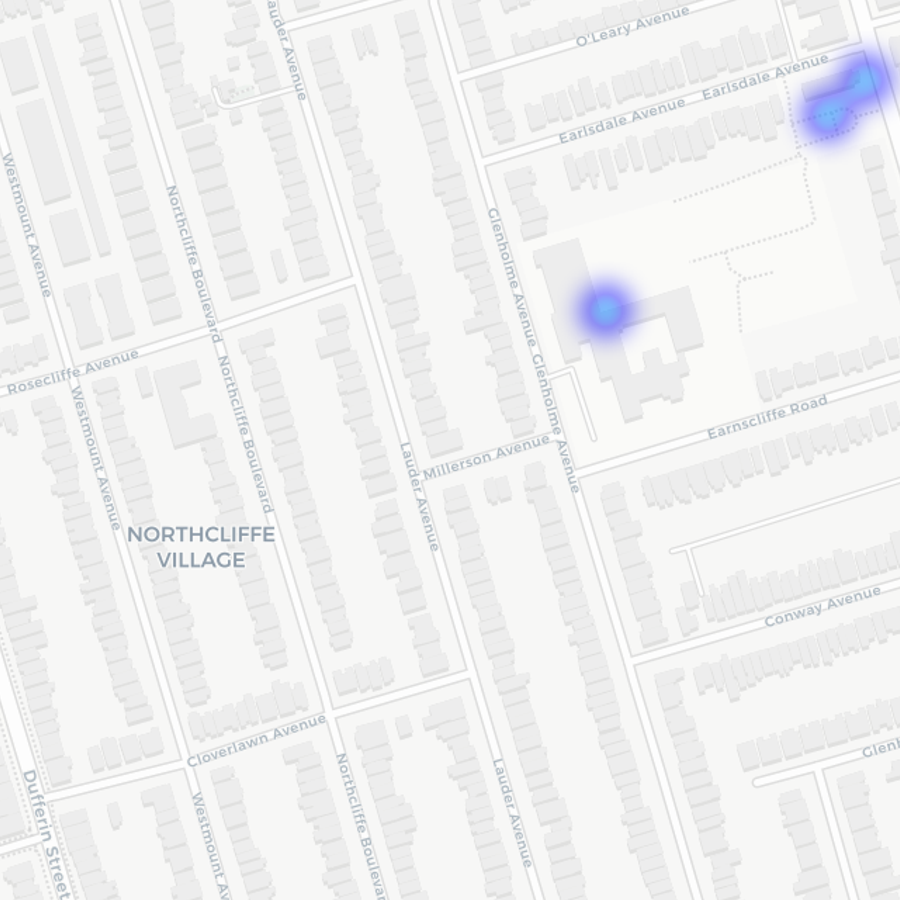 O'Leary Avenue
Lauder Avenue
Earlsdale Avenue
Earlsdale Avenue
Westmount Avenue
Northcliffe Boulevard
Glenholme Avenue
Rosecliffe Avenue
Northcliffe Boulevard
Glenholme Avenue
Westmount Avenue
Earnscliffe Road
Millerson Avenue
Lauder Avenue
NORTHCLIFFE
VILLAGE
Conway Avenue
Cloverlawn Avenue
Glenh
Dufferin Street
Westmount Av
Northcliffe Boulevar
Lauder Avenue